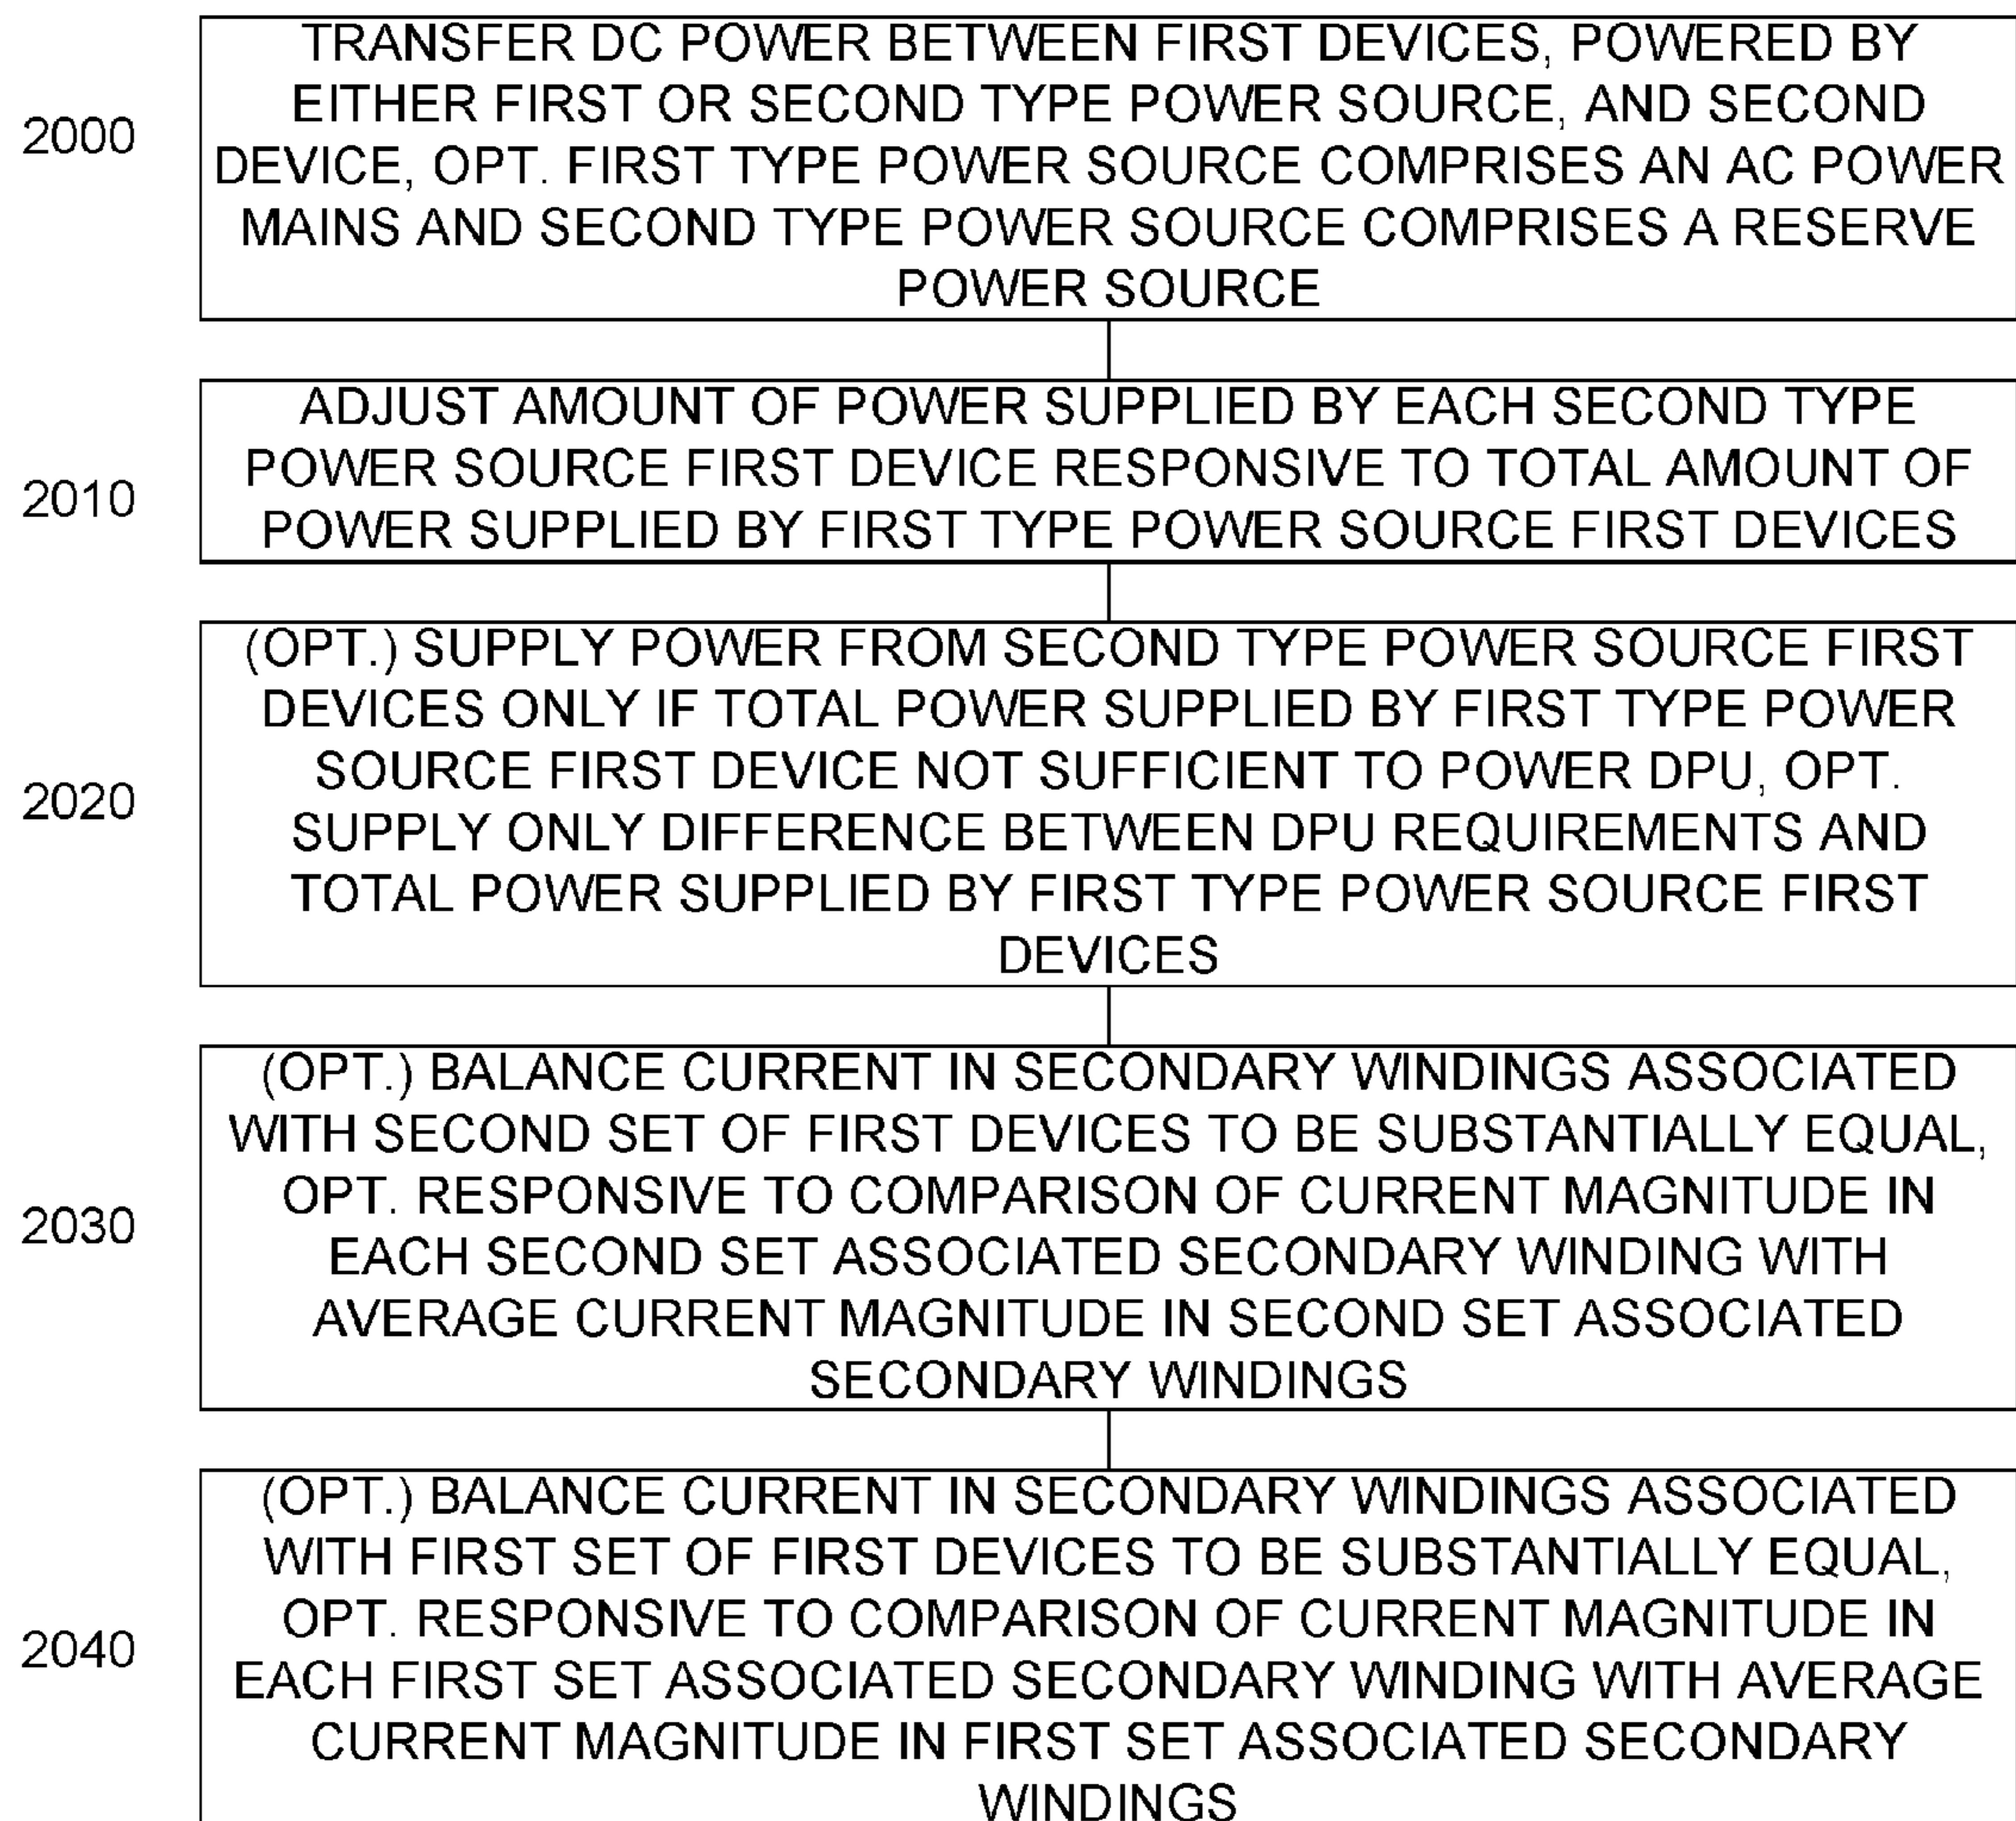 TRANSFER DC POWER BETWEEN FIRST DEVICES, POWERED BY
EITHER FIRST OR SECOND TYPE POWER SOURCE, AND SECOND
2000
DEVICE, OPT. FIRST TYPE POWER SOURCE COMPRISES AN AC POWER
MAINS AND SECOND TYPE POWER SOURCE COMPRISES A RESERVE
POWER SOURCE
ADJUST AMOUNT OF POWER SUPPLIED BY EACH SECOND TYPE
POWER SOURCE FIRST DEVICE RESPONSIVE TO TOTAL AMOUNT OF
2010
POWER SUPPLIED BY FIRST TYPE POWER SOURCE FIRST DEVICES
(OPT.) SUPPLY POWER FROM SECOND TYPE POWER SOURCE FIRST
DEVICES ONLY IF TOTAL POWER SUPPLIED BY FIRST TYPE POWER
SOURCE FIRST DEVICE NOT SUFFICIENT TO POWER DPU, OPT.
2020
SUPPLY ONLY DIFFERENCE BETWEEN DPU REQUIREMENTS AND
TOTAL POWER SUPPLIED BY FIRST TYPE POWER SOURCE FIRST
DEVICES
(OPT.) BALANCE CURRENT IN SECONDARY WINDINGS ASSOCIATED
WITH SECOND SET OF FIRST DEVICES TO BE SUBSTANTIALLY EQUAL,
OPT. RESPONSIVE TO COMPARISON OF CURRENT MAGNITUDE IN
2030
EACH SECOND SET ASSOCIATED SECONDARY WINDING WITH
AVERAGE CURRENT MAGNITUDE IN SECOND SET ASSOCIATED
SECONDARY WINDINGS
(OPT.) BALANCE CURRENT IN SECONDARY WINDINGS ASSOCIATED
WITH FIRST SET OF FIRST DEVICES TO BE SUBSTANTIALLY EQUAL,
OPT. RESPONSIVE TO COMPARISON OF CURRENT MAGNITUDE IN
2040
EACH FIRST SET ASSOCIATED SECONDARY WINDING WITH AVERAGE
CURRENT MAGNITUDE IN FIRST SET ASSOCIATED SECONDARY
WINDINGS